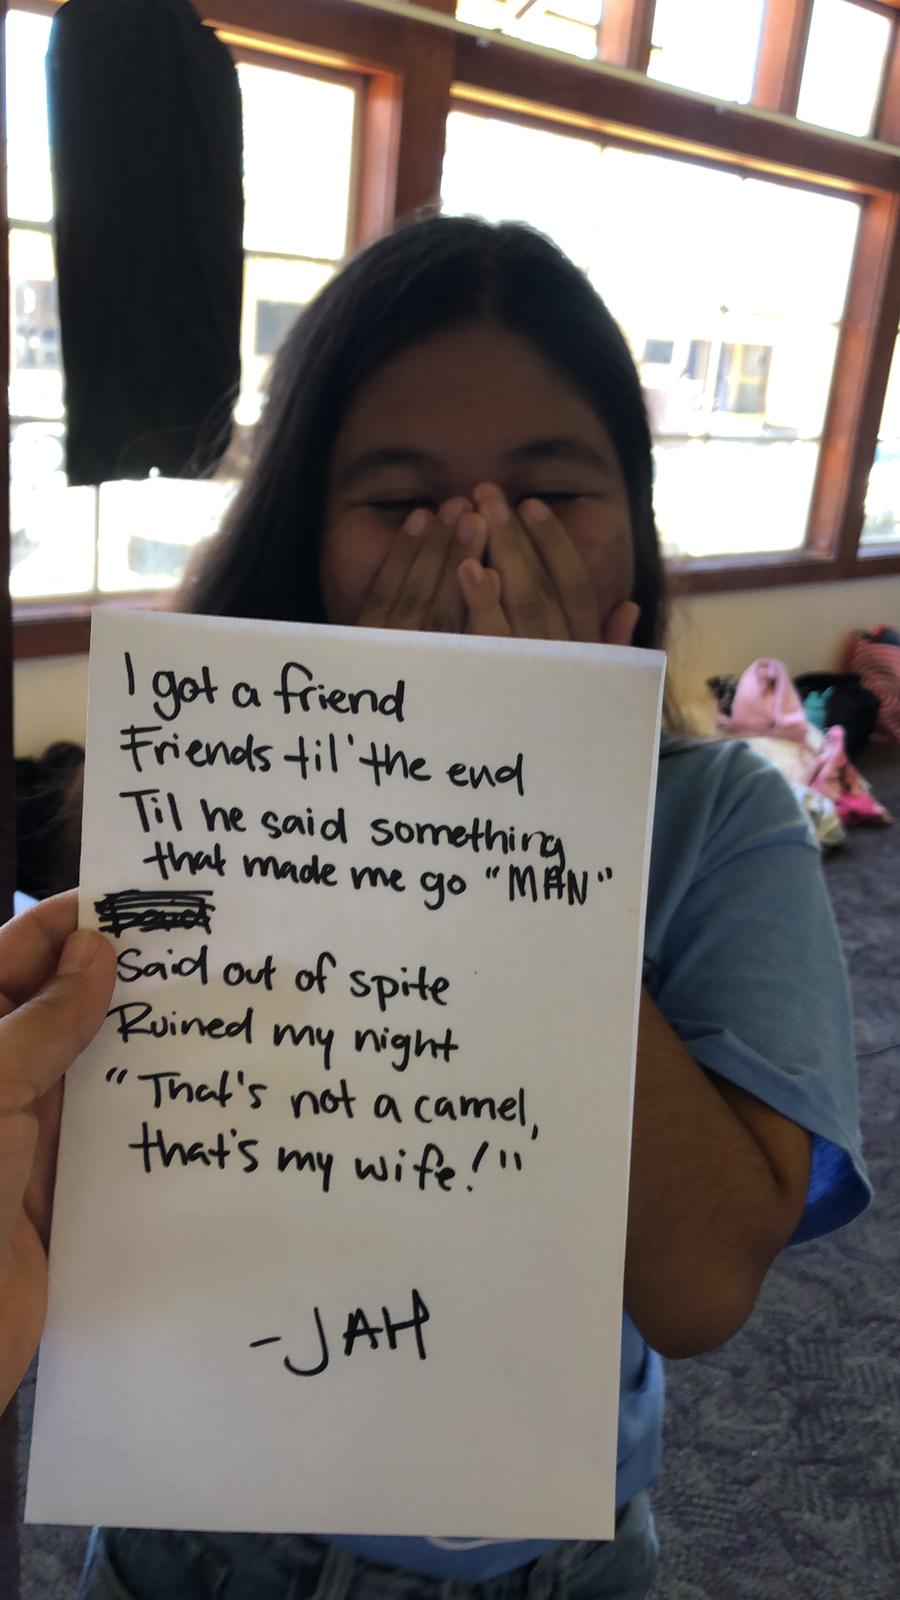 I got a friend
Friends til' the end
Til he said something
that made me go "MAN"
Said out of spite
Ruined my night
"That's not a camel,
that's my wife!"
-JAH